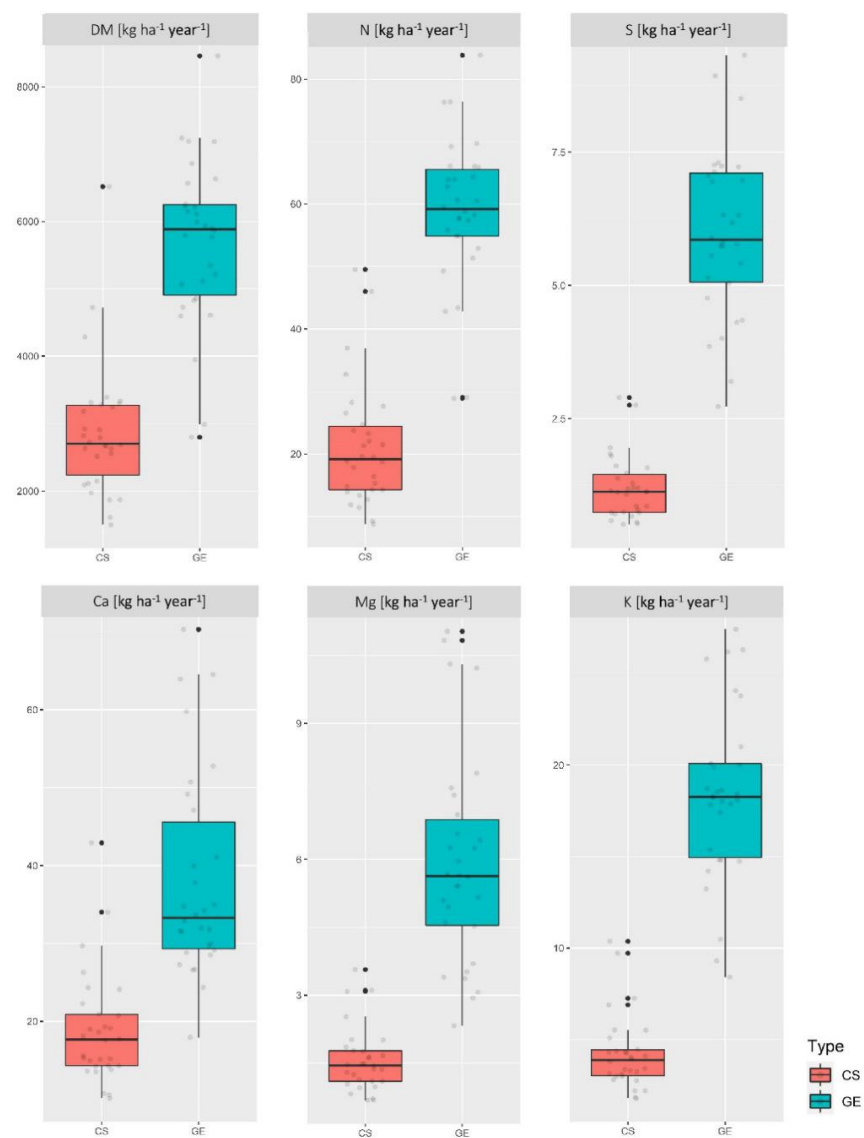 DM [kg ha⁻¹ year⁻¹]
N [kg ha⁻¹ year⁻¹]
S [kg ha⁻¹ year⁻¹]
8000
6000
4000
2000
CS
GE
80
60
40
20
CS
GE
7.5
5.0
2.5
CS
GE
Ca [kg ha⁻¹ year⁻¹]
Mg [kg ha⁻¹ year⁻¹]
K [kg ha⁻¹ year⁻¹]
60
40
20
CS
GE
9
6
3
CS
GE
20
10
CS
GE
Type
CS
GE